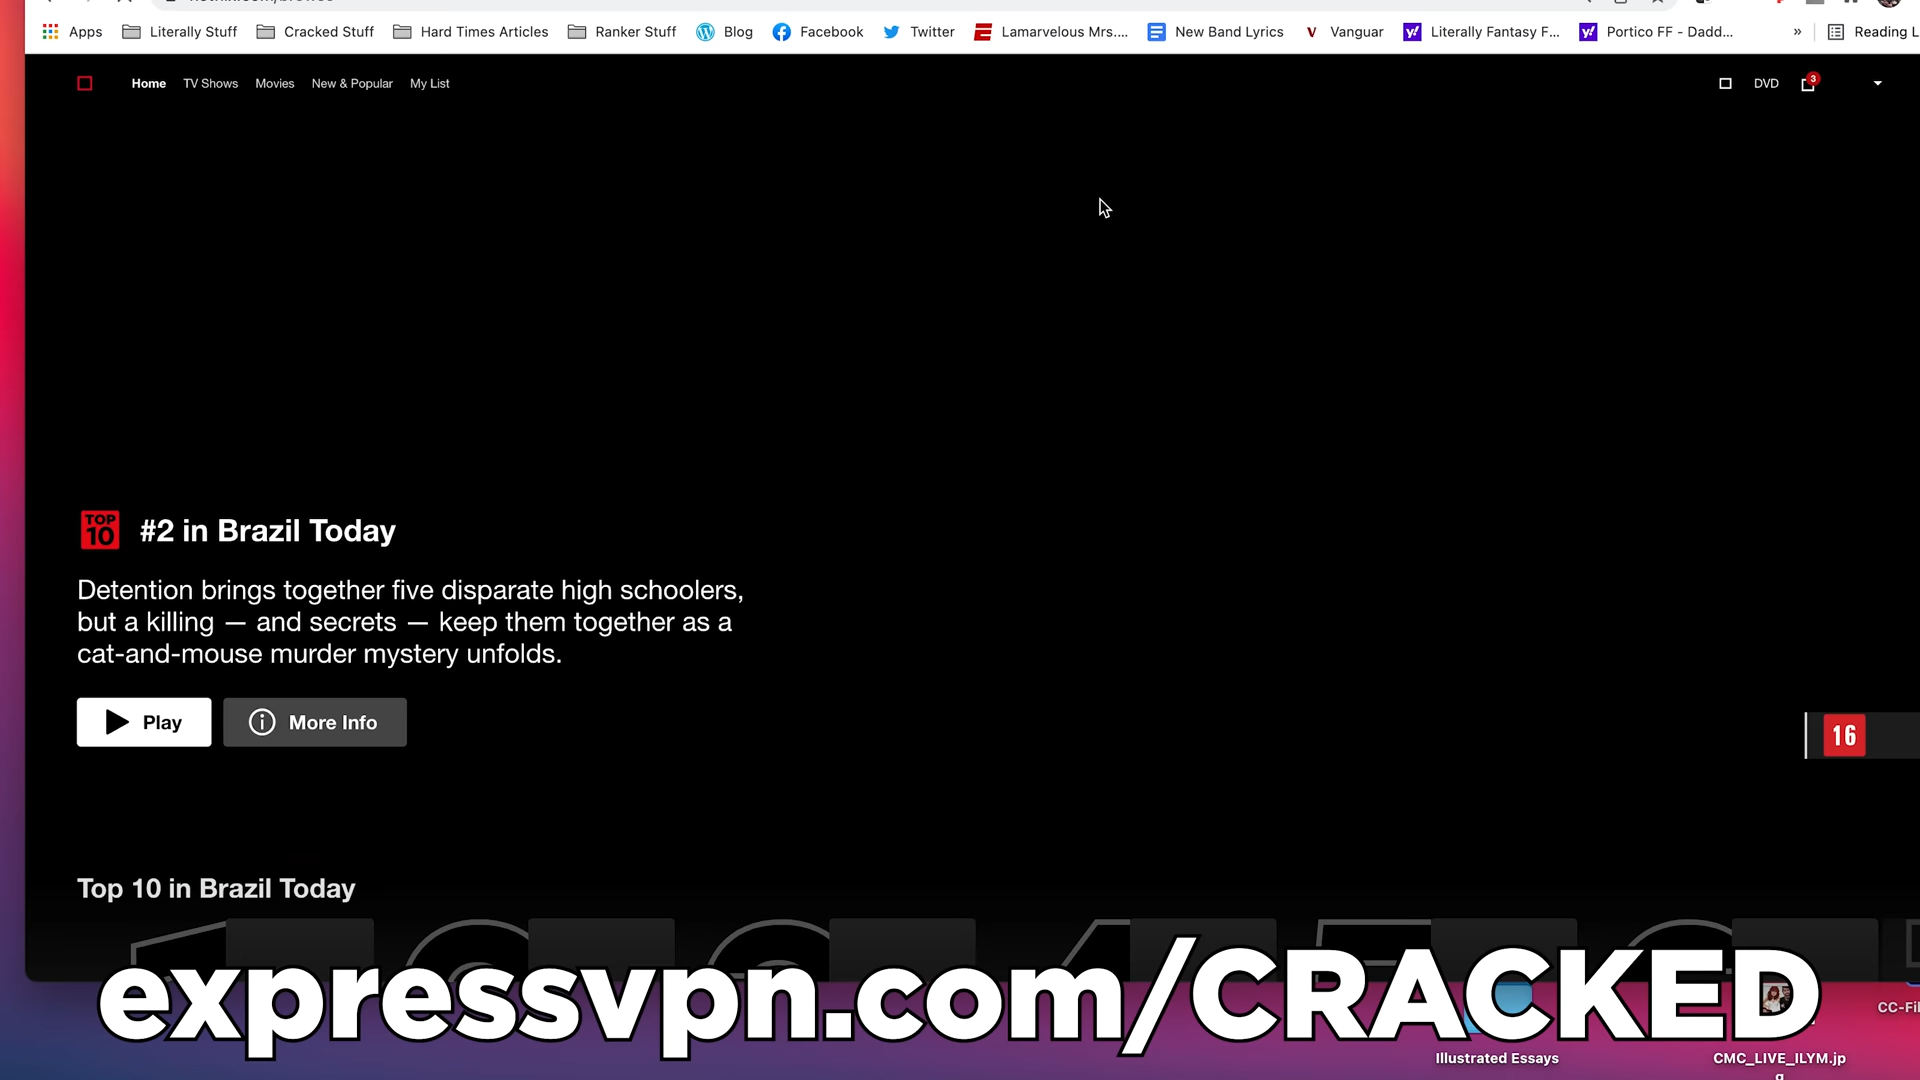 Apps Literally Stuff Cracked Stuff Hard Times Articles Ranker Stuff Blog Facebook Twitter Lamarvelous Mrs.... New Band Lyrics Vanguar Literally Fantasy F... Portico FF - Dadd... » Reading L
Home TV Shows Movies New & Popular My List DVD 3
TOP 10 #2 in Brazil Today
Detention brings together five disparate high schoolers,
but a killing — and secrets — keep them together as a
cat-and-mouse murder mystery unfolds.
Play More Info
16
Top 10 in Brazil Today
expressvpn.com/CRACKED
CC-Fil
Illustrated Essays CMC_LIVE_ILYM.jp